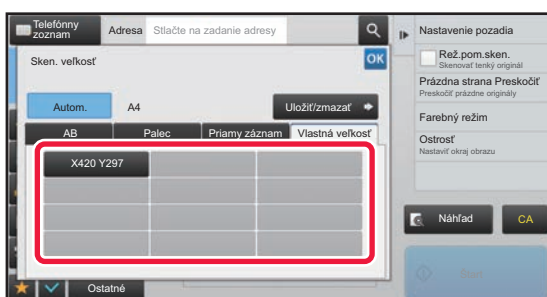 Telefónny
zoznam
Adresa
Stlačte na zadanie adresy
Sken. veľkosť
OK
Autom.
A4
Uložiť/zmazať
AB
Palec
Priamy záznam
Vlastná veľkosť
X420 Y297
Ostatné
Nastavenie pozadia
Rež.pom.sken.
Skenovať tenký originál
Prázdna strana Preskočiť
Preskočiť prázdne originály
Farebný režim
Ostrosť
Nastaviť okraj obrazu
Náhľad
CA
Start